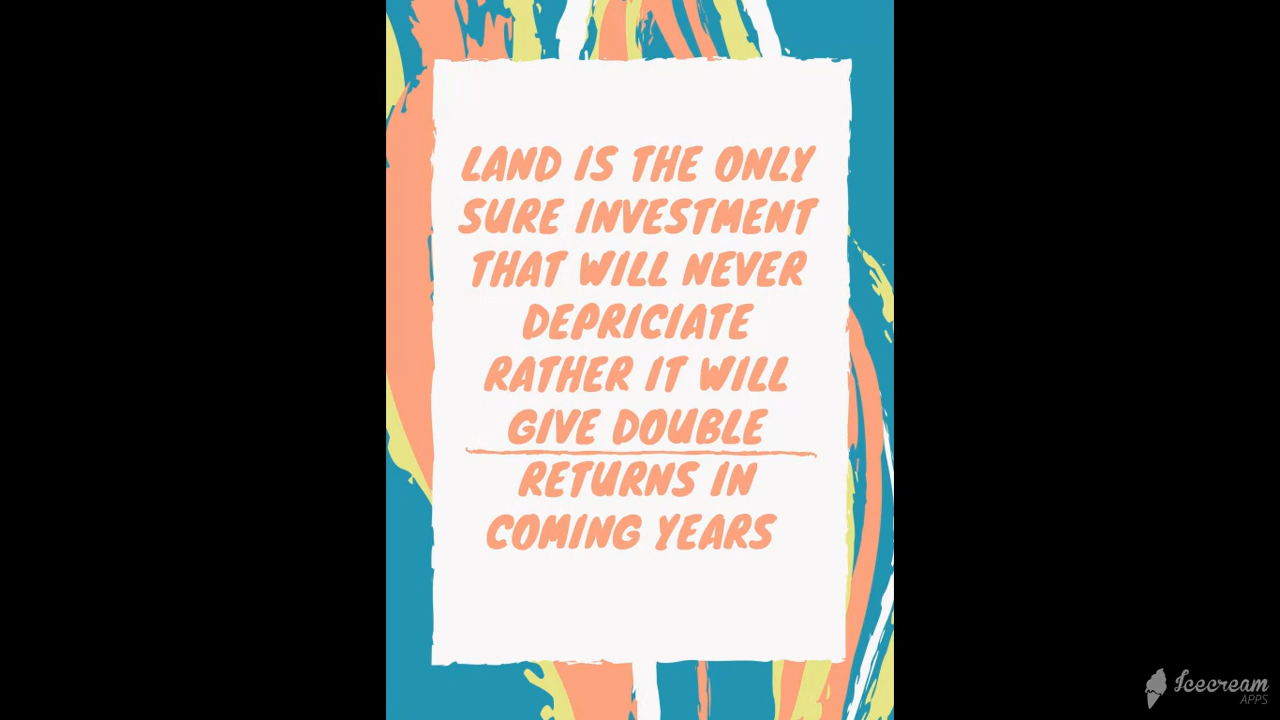 LAND IS THE ONLY
SURE INVESTMENT
THAT WILL NEVER
DEPRICIATE
RATHER IT WILL
GIVE DOUBLE
RETURNS IN
COMING YEARS
Icecream
APPS